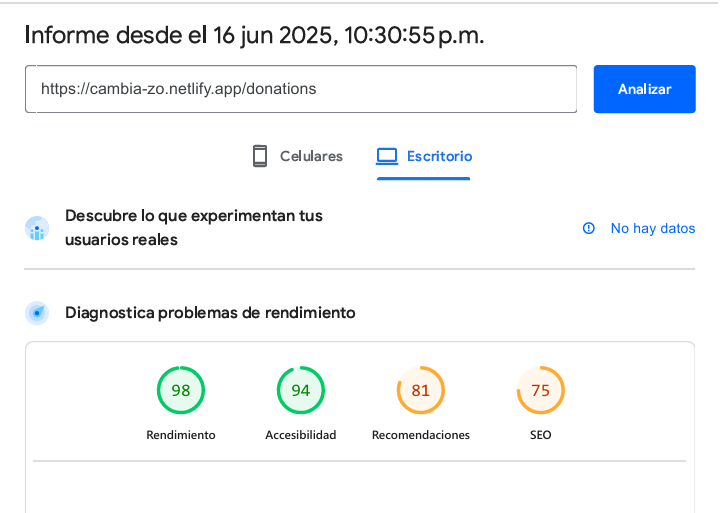 Informe desde el 16 jun 2025, 10:30:55 p.m.
https://cambia-zo.netlify.app/donations
Analizar
Celulares
Escritorio
Descubre lo que experimentan tus
usuarios reales
No hay datos
Diagnostica problemas de rendimiento
98
94
81
75
Rendimiento
Accesibilidad
Recomendaciones
SEO